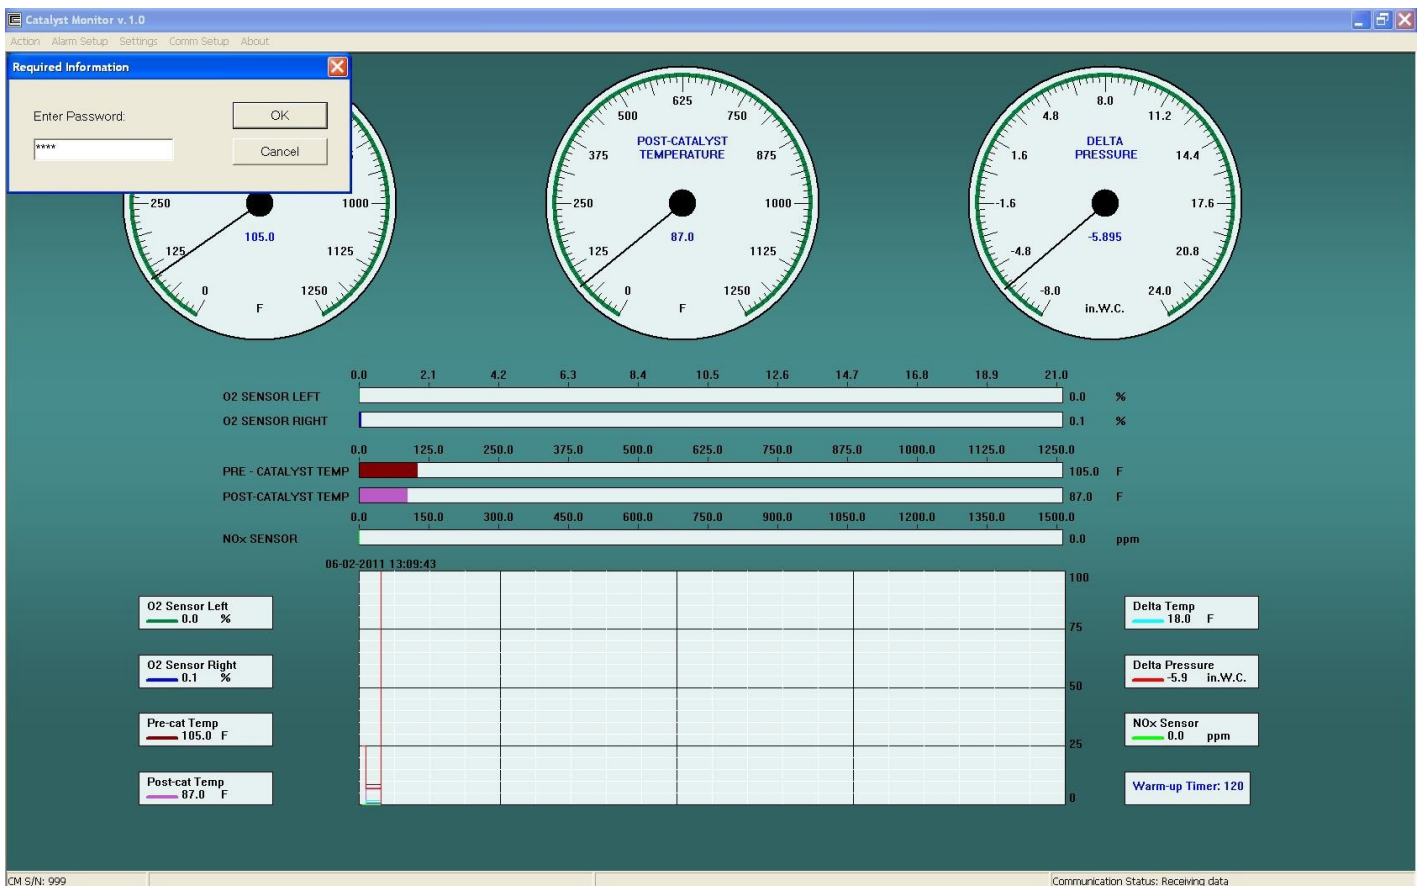 Catalyst Monitor v.1.0
Action Alarm Setup Settings Comm Setup About
Required Information
Enter Password:
OK
****
Cancel
250
1000
105.0
125
1125
0
1250
F
625
500
750
POST-CATALYST
TEMPERATURE
375
875
250
1000
87.0
125
1125
0
1250
F
8.0
4.8
11.2
DELTA
PRESSURE
1.6
14.4
-1.6
17.6
-5.895
-4.8
20.8
-8.0
24.0
in.W.C.
0.0 2.1 4.2 6.3 8.4 10.5 12.6 14.7 16.8 18.9 21.0
O2 SENSOR LEFT 0.0 %
O2 SENSOR RIGHT 0.1 %
0.0 125.0 250.0 375.0 500.0 625.0 750.0 875.0 1000.0 1125.0 1250.0
PRE - CATALYST TEMP 105.0 F
POST-CATALYST TEMP 87.0 F
0.0 150.0 300.0 450.0 600.0 750.0 900.0 1050.0 1200.0 1350.0 1500.0
NOx SENSOR 0.0 ppm
06-02-2011 13:09:43
100
75
50
25
0
O2 Sensor Left
0.0 %
O2 Sensor Right
0.1 %
Pre-cat Temp
105.0 F
Post-cat Temp
87.0 F
Delta Temp
18.0 F
Delta Pressure
-5.9 in.W.C.
NOx Sensor
0.0 ppm
Warm-up Timer: 120
CM S/N: 999
Communication Status: Receiving data